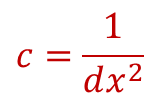 c = 1/dx²